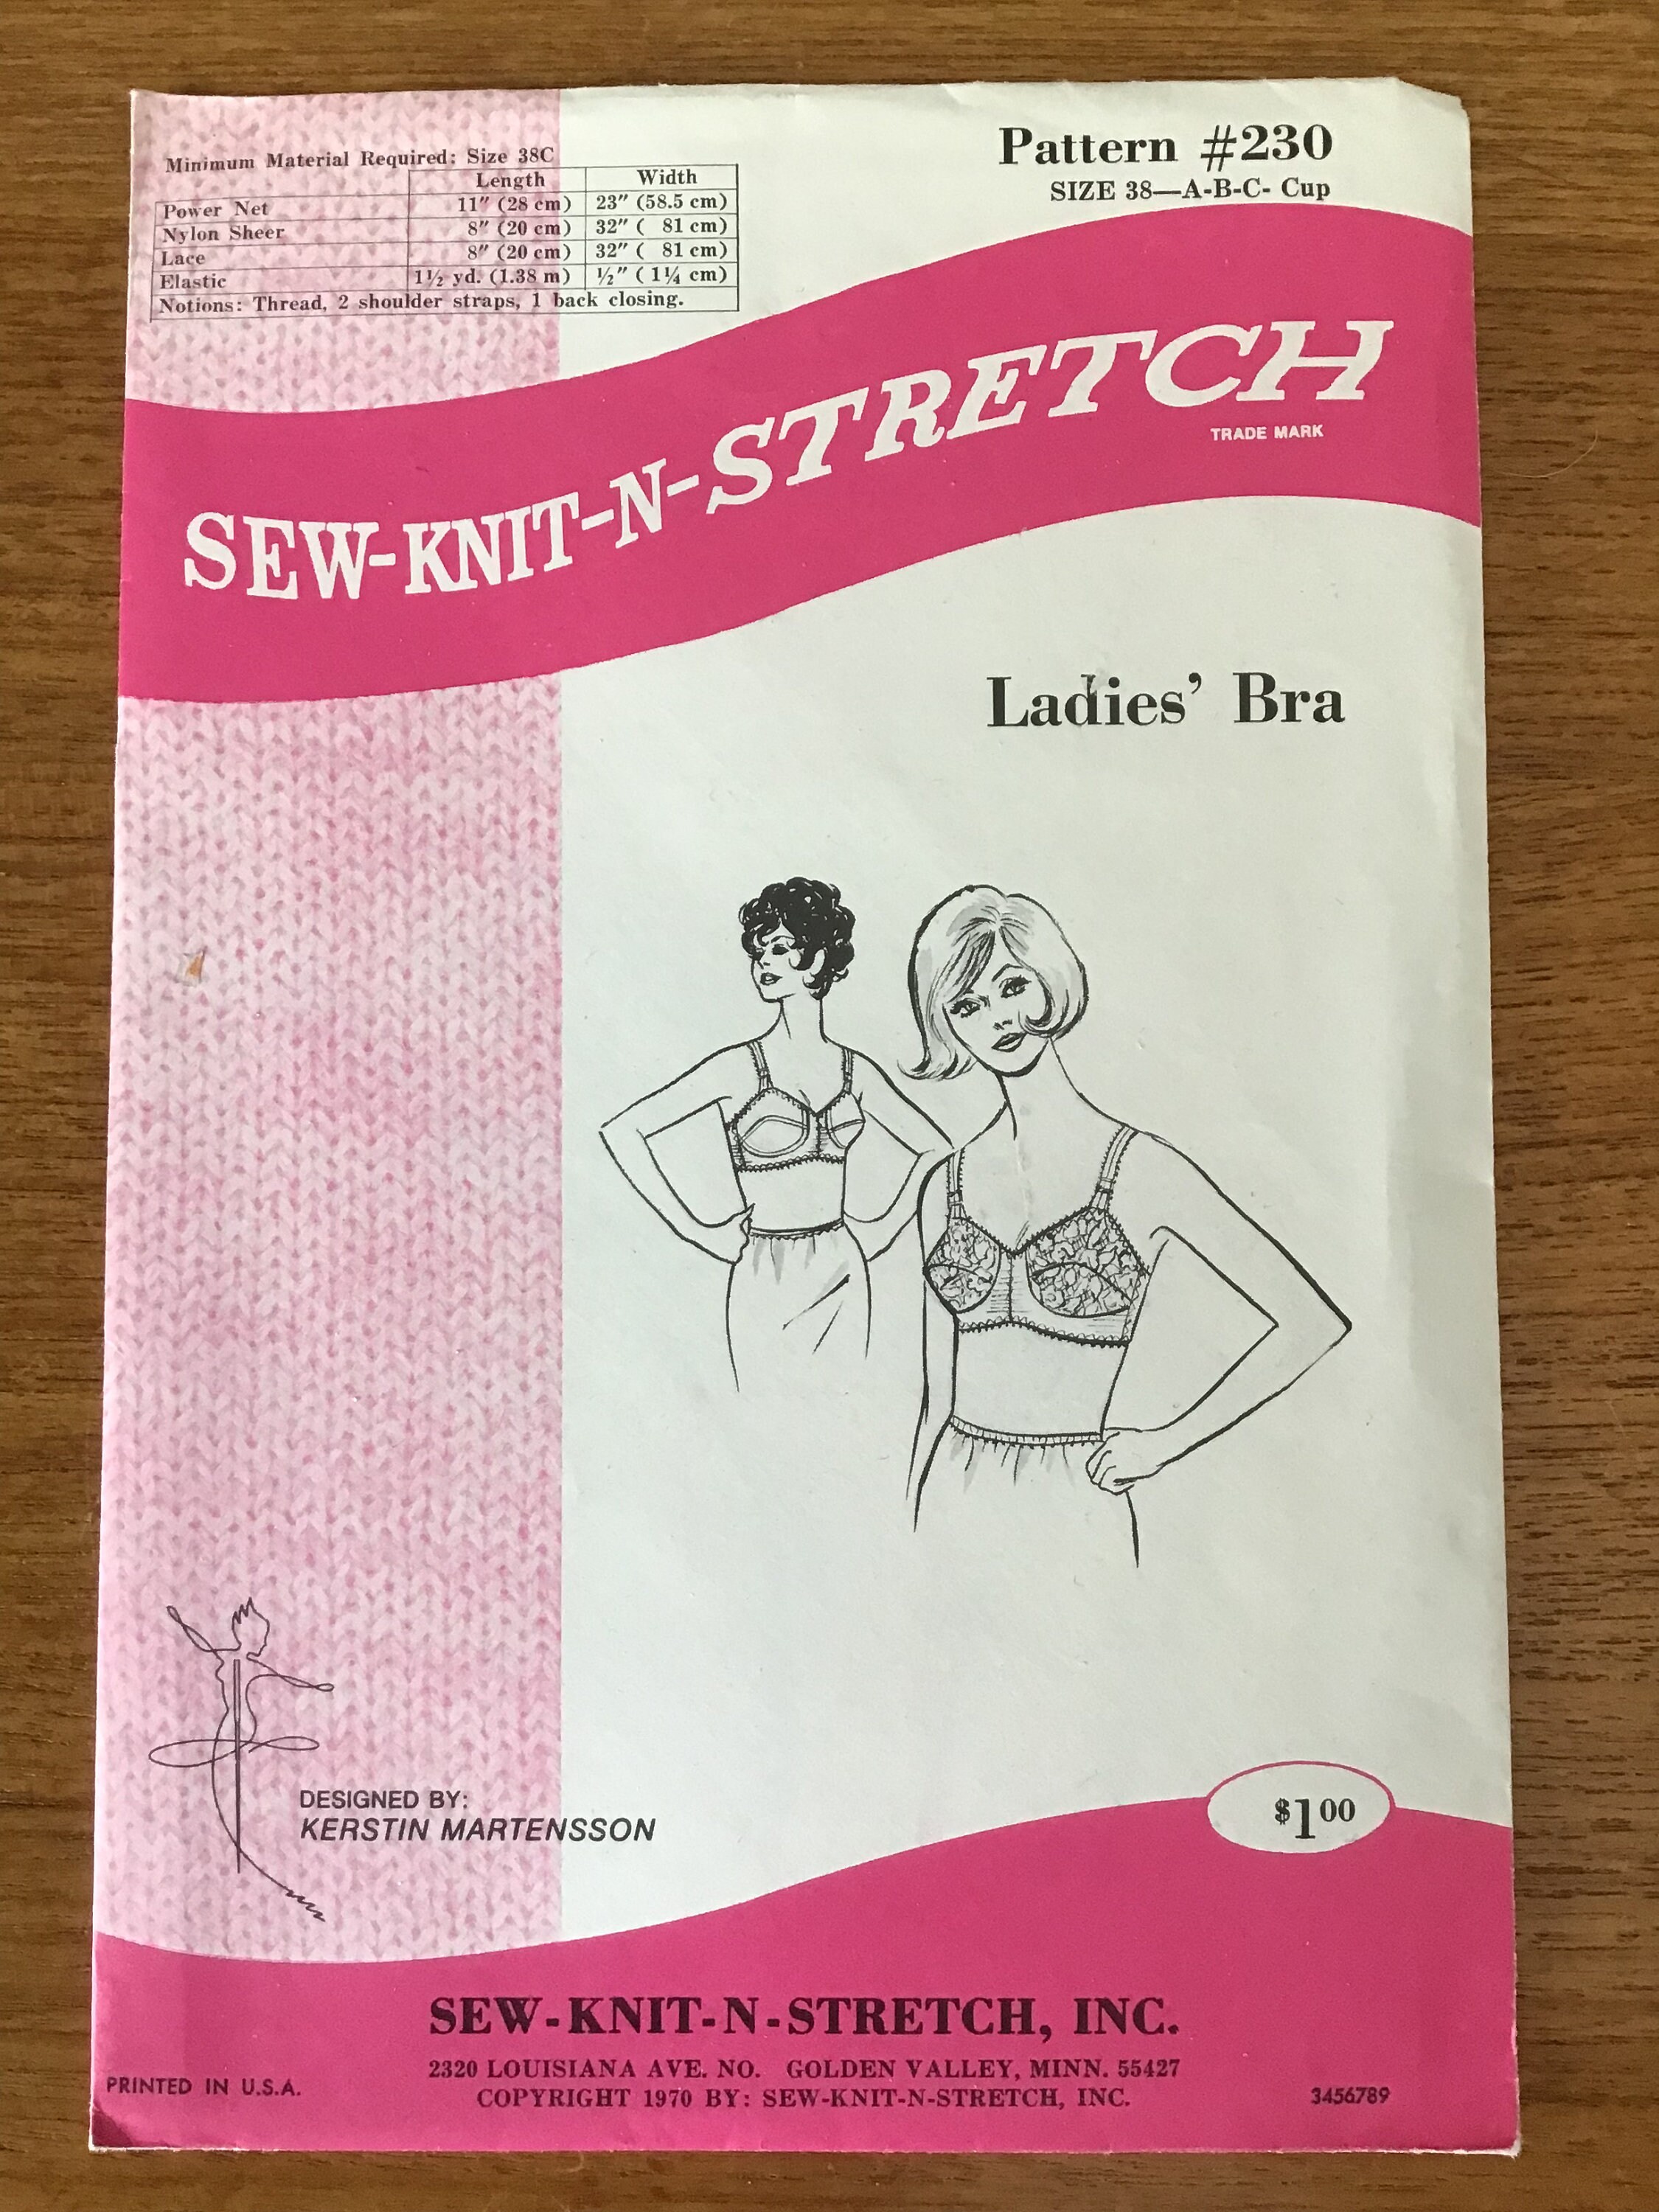 Minimum Material Required: Size 38C
Length Width
Power Net 11″ (28 cm) 23″ (58.5 cm)
Nylon Sheer 8″ (20 cm) 32″ ( 81 cm)
Lace 8″ (20 cm) 32″ ( 81 cm)
Elastic 1½ yd. (1.38 m) ½″ ( 1¼ cm)
Notions: Thread, 2 shoulder straps, 1 back closing.
Pattern #230
SIZE 38—A-B-C- Cup
SEW-KNIT-N-STRETCH
TRADE MARK
Ladies’ Bra
DESIGNED BY:
KERSTIN MARTENSSON
$1.00
SEW-KNIT-N-STRETCH, INC.
2320 LOUISIANA AVE. NO. GOLDEN VALLEY, MINN. 55427
PRINTED IN U.S.A.
COPYRIGHT 1970 BY: SEW-KNIT-N-STRETCH, INC.
3456789